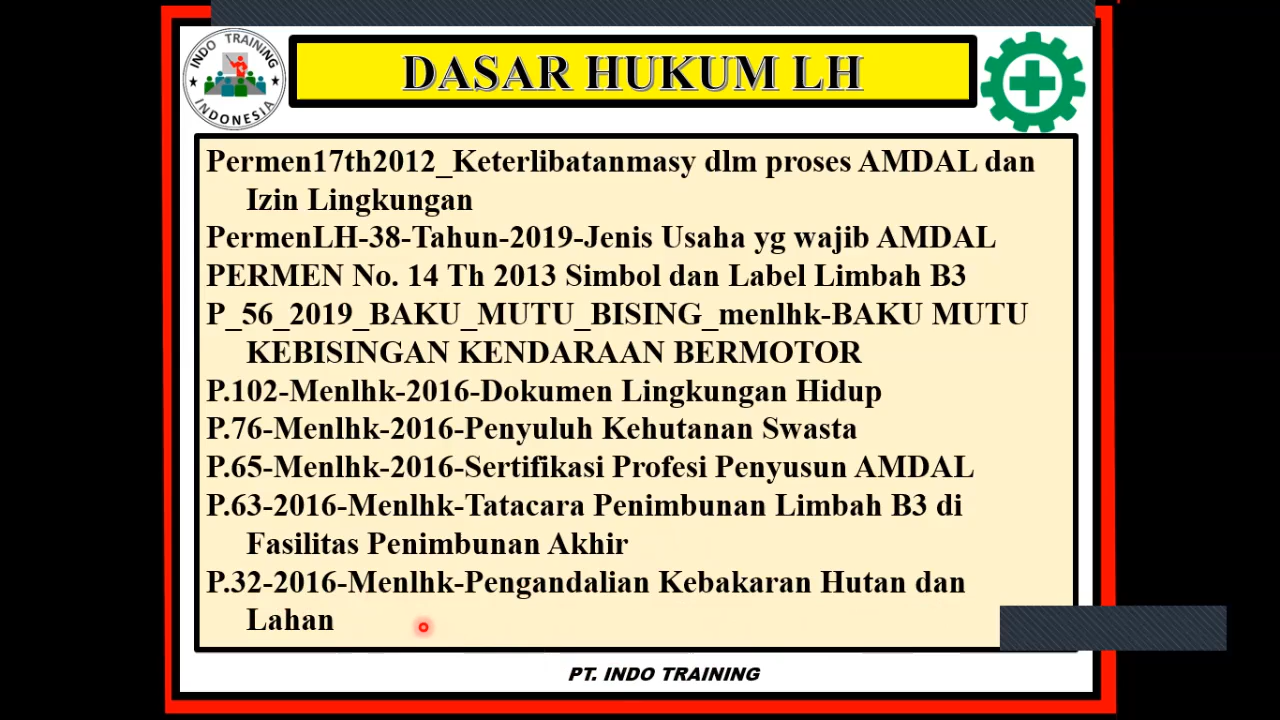 INDO TRAINING
INDONESIA
DASAR HUKUM LH
Permen17th2012_Keterlibatanmasy dlm proses AMDAL dan
Izin Lingkungan
PermenLH-38-Tahun-2019-Jenis Usaha yg wajib AMDAL
PERMEN No. 14 Th 2013 Simbol dan Label Limbah B3
P_56_2019_BAKU_MUTU_BISING_menlhk-BAKU MUTU
KEBISINGAN KENDARAAN BERMOTOR
P.102-Menlhk-2016-Dokumen Lingkungan Hidup
P.76-Menlhk-2016-Penyuluh Kehutanan Swasta
P.65-Menlhk-2016-Sertifikasi Profesi Penyusun AMDAL
P.63-2016-Menlhk-Tatacara Penimbunan Limbah B3 di
Fasilitas Penimbunan Akhir
P.32-2016-Menlhk-Pengandalian Kebakaran Hutan dan
Lahan
PT. INDO TRAINING